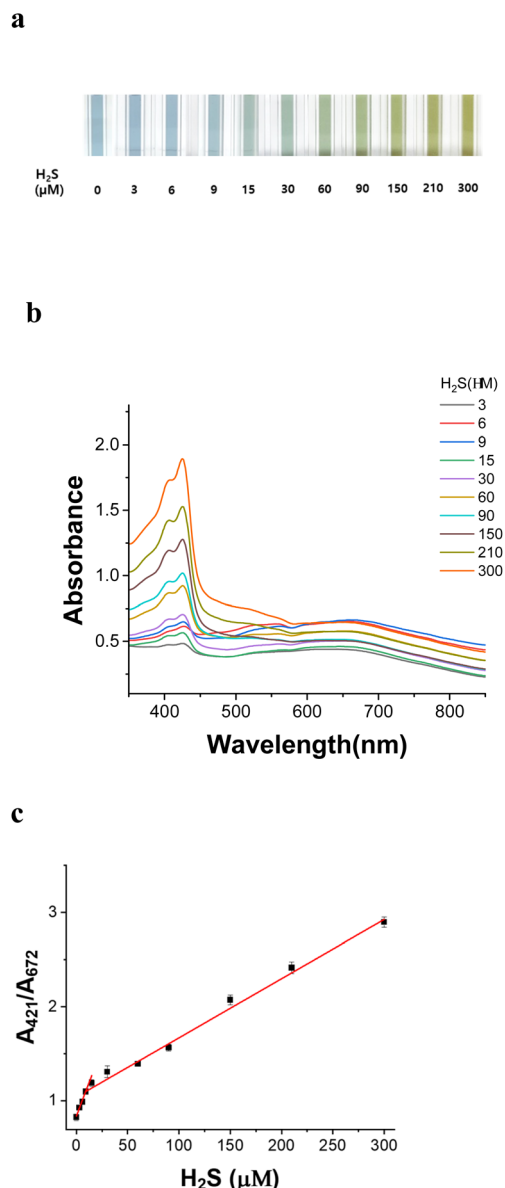 a
H₂S
(μM) 0 3 6 9 15 30 60 90 150 210 300
b
H₂S(HM)
3
6
9
15
30
60
90
150
210
300
2.0
1.5
1.0
0.5
Absorbance
400 500 600 700 800
Wavelength(nm)
c
3
2
1
A₄₂₁/A₆₇₂
0 50 100 150 200 250 300
H₂S (μM)